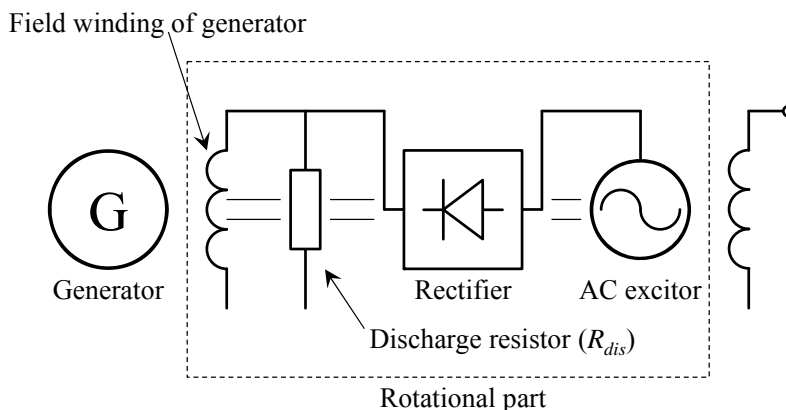 Field winding of generator
G
Generator
Rectifier
AC excitor
Discharge resistor (R_dis)
Rotational part